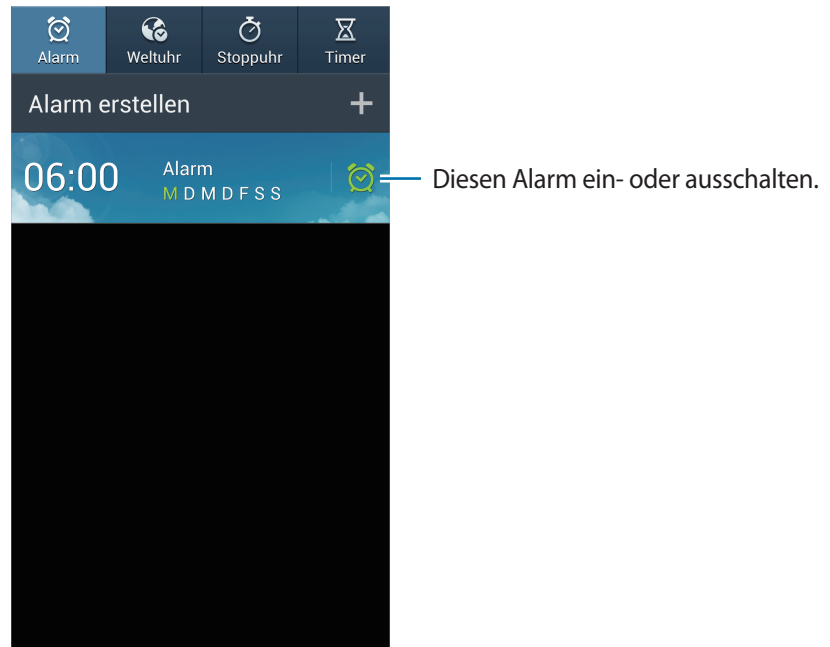 Alarm Weltuhr Stoppuhr Timer
Alarm erstellen
06:00 Alarm
M D M D F S S
Diesen Alarm ein- oder ausschalten.